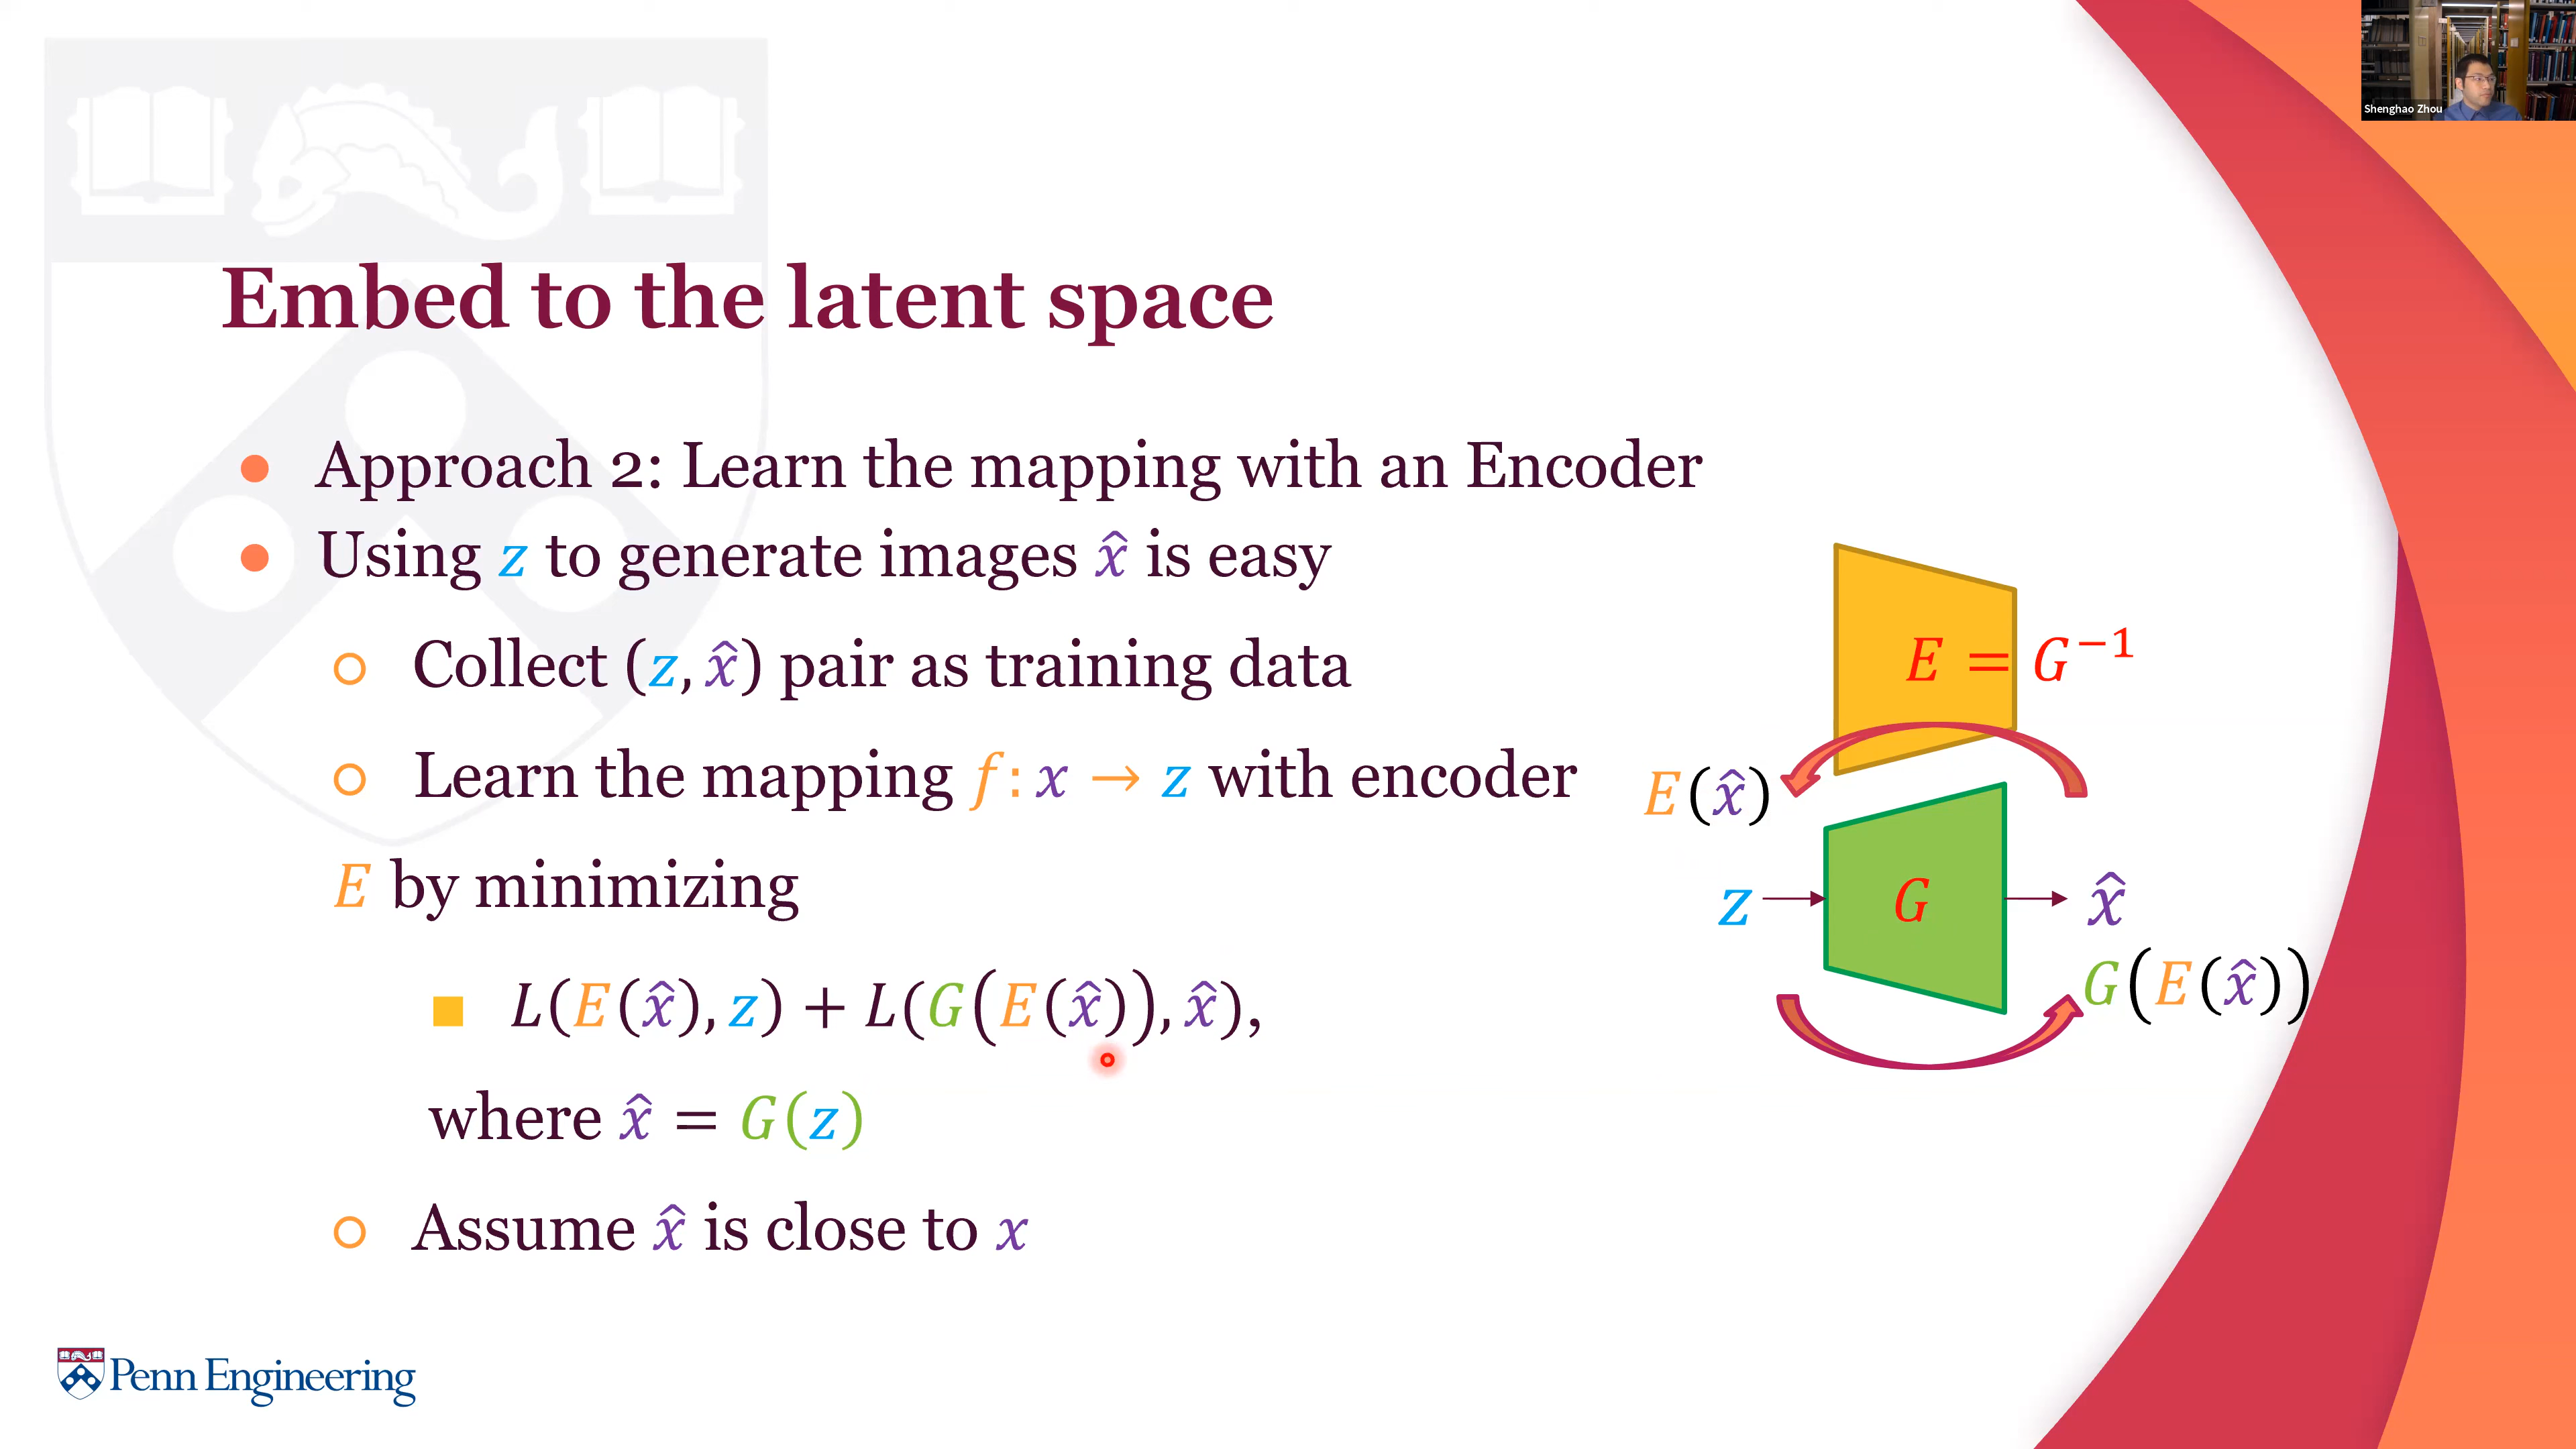 Shenghao Zhou
Embed to the latent space
● Approach 2: Learn the mapping with an Encoder
● Using z to generate images x̂ is easy
○ Collect (z, x̂) pair as training data
○ Learn the mapping f: x → z with encoder
E by minimizing
■ L(E(x̂), z) + L(G(E(x̂)), x̂),
where x̂ = G(z)
○ Assume x̂ is close to x
E = G⁻¹
E(x̂)
z
G
x̂
G(E(x̂))
Penn Engineering